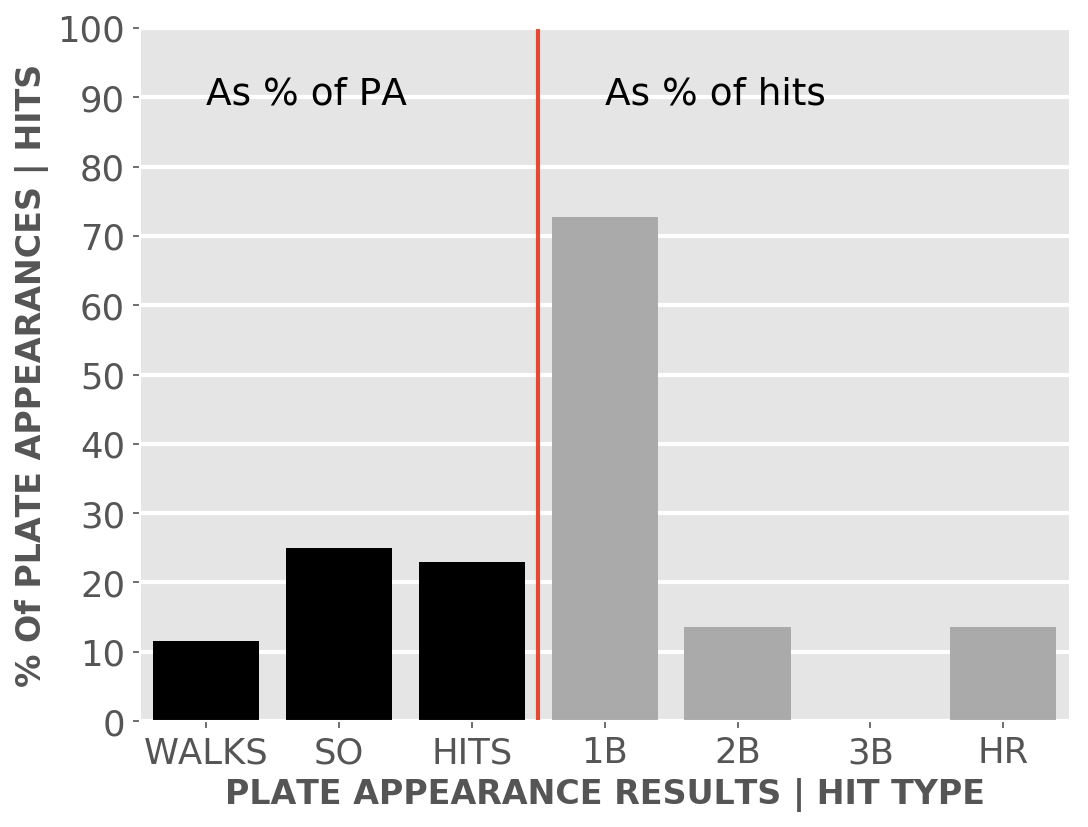 % Of PLATE APPEARANCES | HITS
100
90
80
70
60
50
40
30
20
10
0
As % of PA
As % of hits
WALKS SO HITS 1B 2B 3B HR
PLATE APPEARANCE RESULTS | HIT TYPE